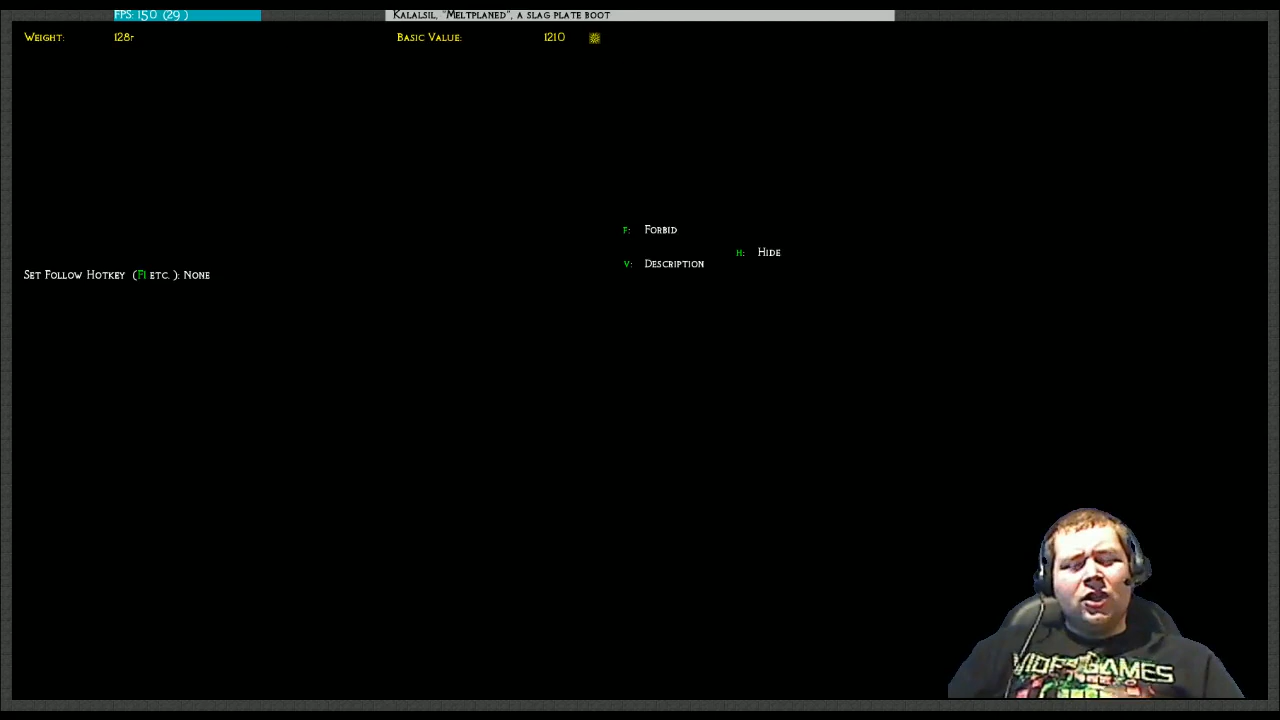 FPS: 150 (29 )
Kalalsil, "Meltplaned", a slag plate boot
Weight: 128Γ Basic Value: 1210 ☼
F: Forbid
H: Hide
V: Description
Set Follow Hotkey (F1 etc. ): None
VIDEO GAMES